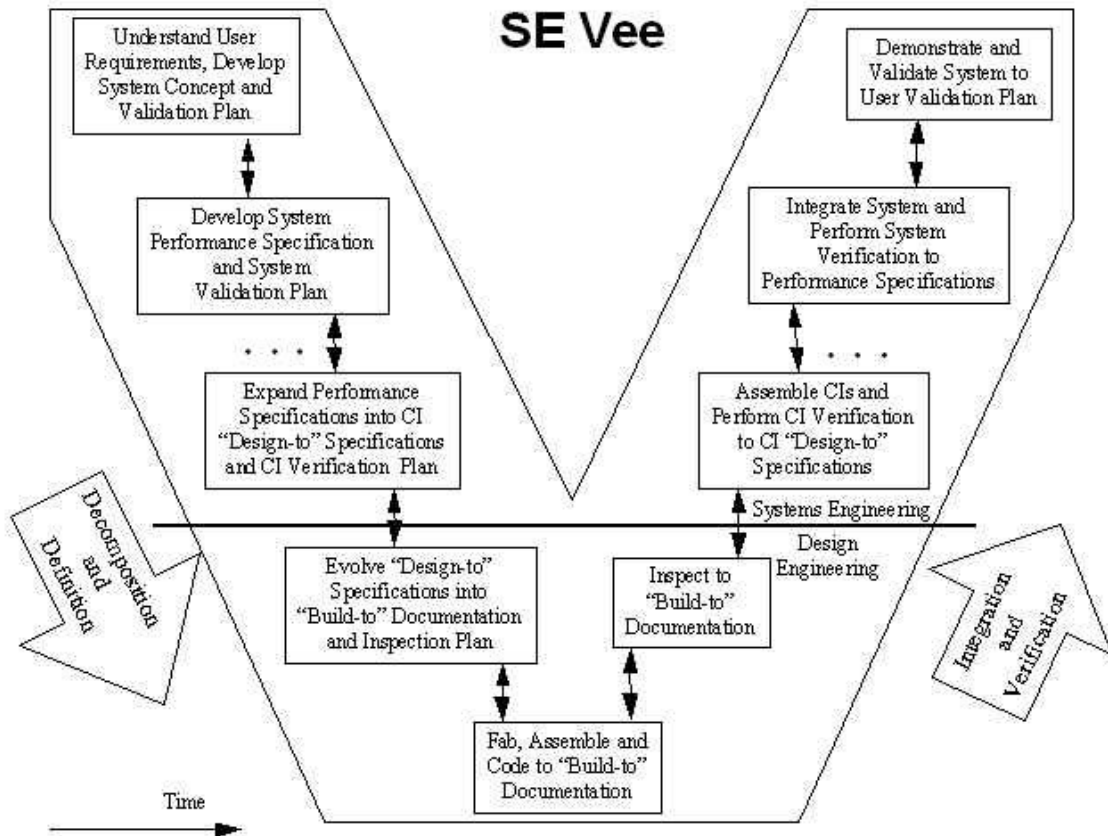 SE Vee
Understand User
Requirements, Develop
System Concept and
Validation Plan
Demonstrate and
Validate System to
User Validation Plan
Develop System
Performance Specification
and System
Validation Plan
Integrate System and
Perform System
Verification to
Performance Specifications
. . .
. . .
Expand Performance
Specifications into CI
“Design-to” Specifications
and CI Verification Plan
Assemble CIs and
Perform CI Verification
to CI “Design-to”
Specifications
Systems Engineering
Design
Engineering
Decomposition
and
Definition
Evolve “Design-to”
Specifications into
“Build-to” Documentation
and Inspection Plan
Inspect to
“Build-to”
Documentation
Integration
and
Verification
Fab, Assemble and
Code to “Build-to”
Documentation
Time